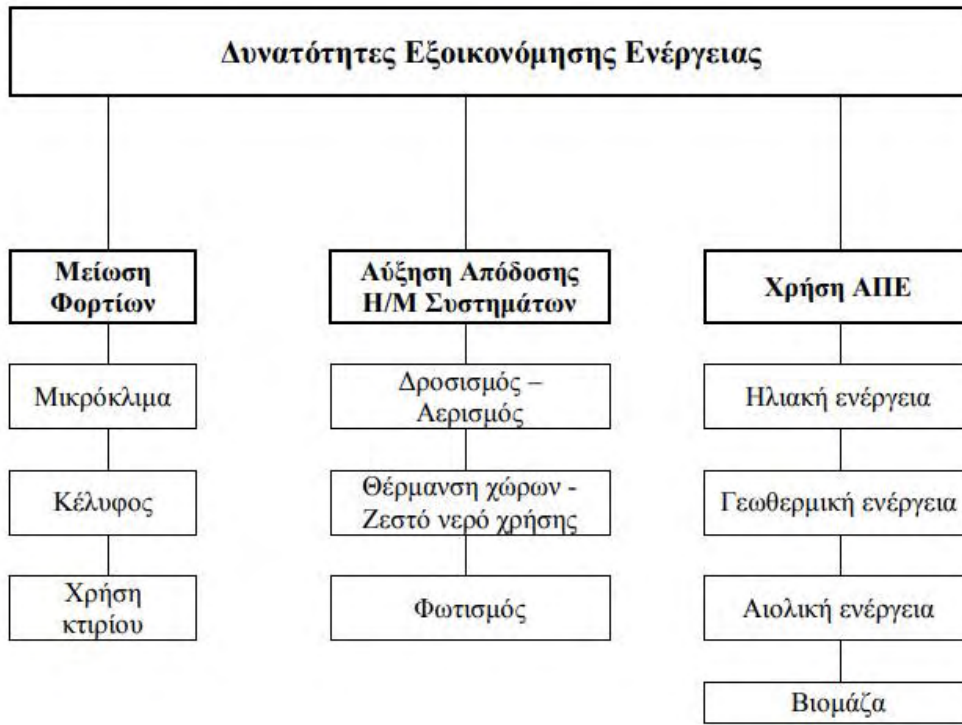 Δυνατότητες Εξοικονόμησης Ενέργειας
Μείωση
Φορτίων
Αύξηση Απόδοσης
Η/Μ Συστημάτων
Χρήση ΑΠΕ
Μικρόκλιμα
Δροσισμός –
Αερισμός
Ηλιακή ενέργεια
Κέλυφος
Θέρμανση χώρων -
Ζεστό νερό χρήσης
Γεωθερμική ενέργεια
Χρήση
κτιρίου
Φωτισμός
Αιολική ενέργεια
Βιομάζα